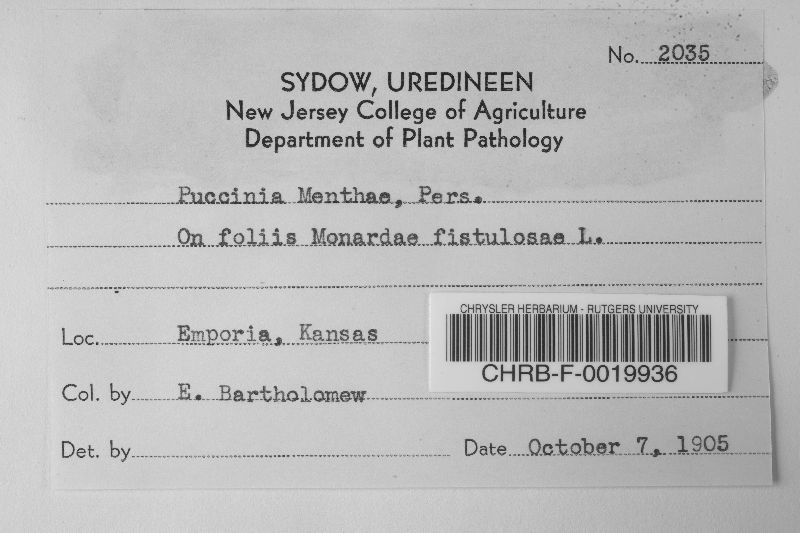 No. 2035
SYDOW, UREDINEEN
New Jersey College of Agriculture
Department of Plant Pathology
Puccinia Menthae, Pers.
On foliis Monardae fistulosae L.
Loc. Emporia, Kansas
CHRYSLER HERBARIUM - RUTGERS UNIVERSITY
CHRB-F-0019936
Col. by E. Bartholomew
Det. by
Date October 7, 1905